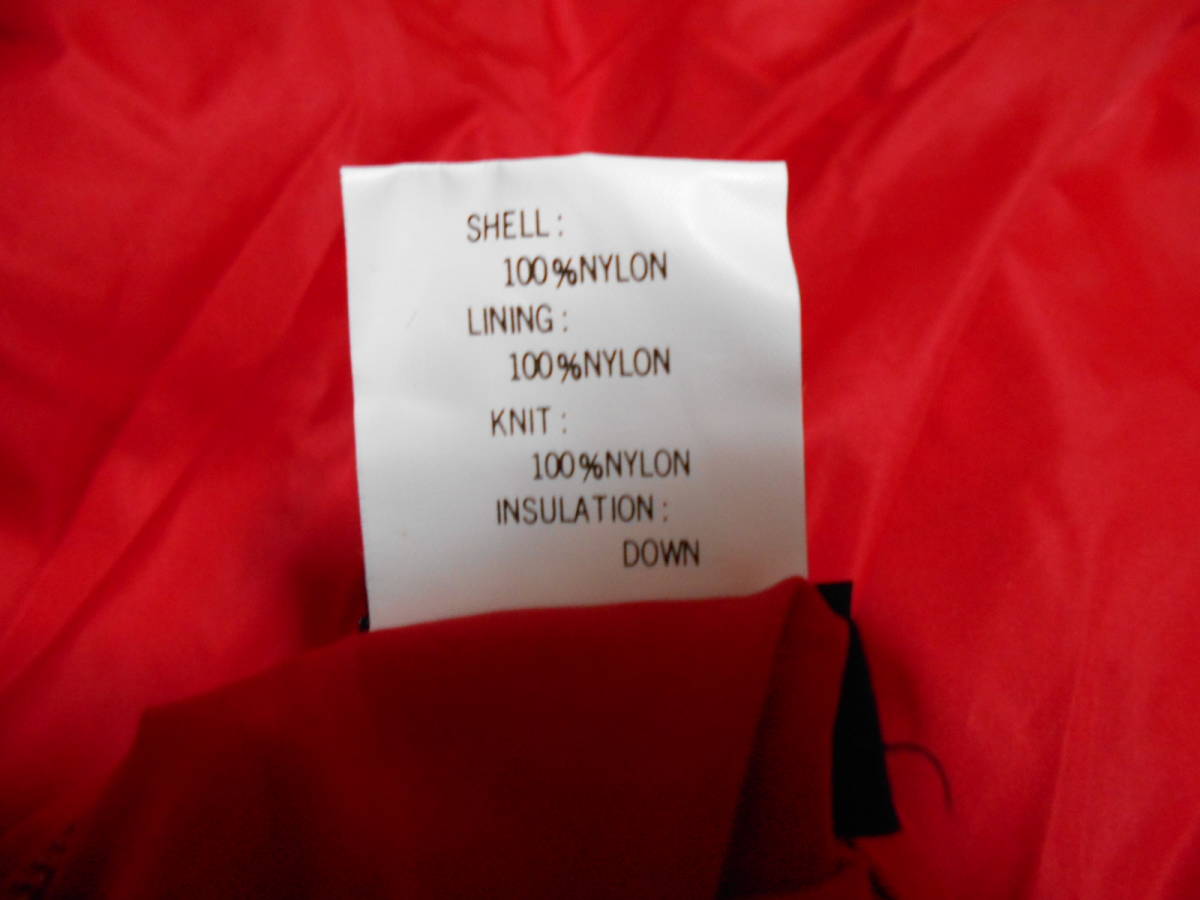 SHELL:
100%NYLON
LINING:
100%NYLON
KNIT:
100%NYLON
INSULATION:
DOWN